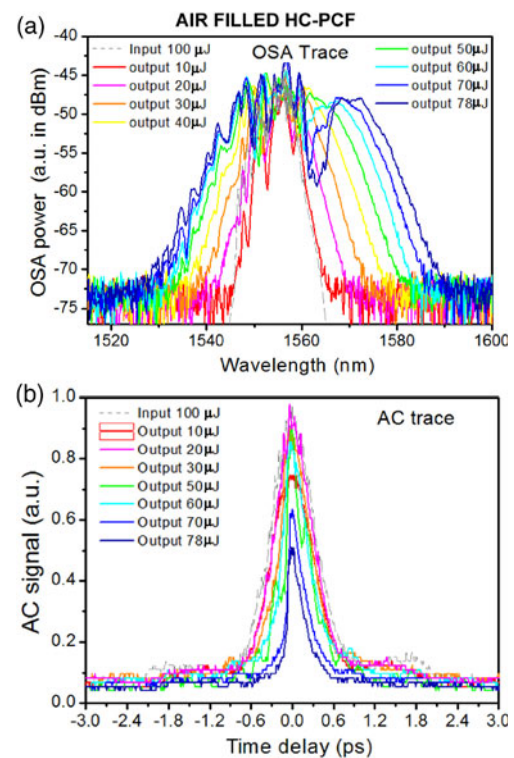 AIR FILLED HC-PCF
(a)
OSA Trace
Input 100 µJ
output 10µJ
output 20µJ
output 30µJ
output 40µJ
output 50µJ
output 60µJ
output 70µJ
output 78µJ
OSA power (a.u. in dBm)
-40
-45
-50
-55
-60
-65
-70
-75
1520 1540 1560 1580 1600
Wavelength (nm)
(b)
AC trace
Input 100 µJ
Output 10µJ
Output 20µJ
Output 30µJ
Output 50µJ
Output 60µJ
Output 70µJ
Output 78µJ
AC signal (a.u.)
1.0
0.8
0.6
0.4
0.2
0.0
-3.0 -2.4 -1.8 -1.2 -0.6 0.0 0.6 1.2 1.8 2.4 3.0
Time delay (ps)